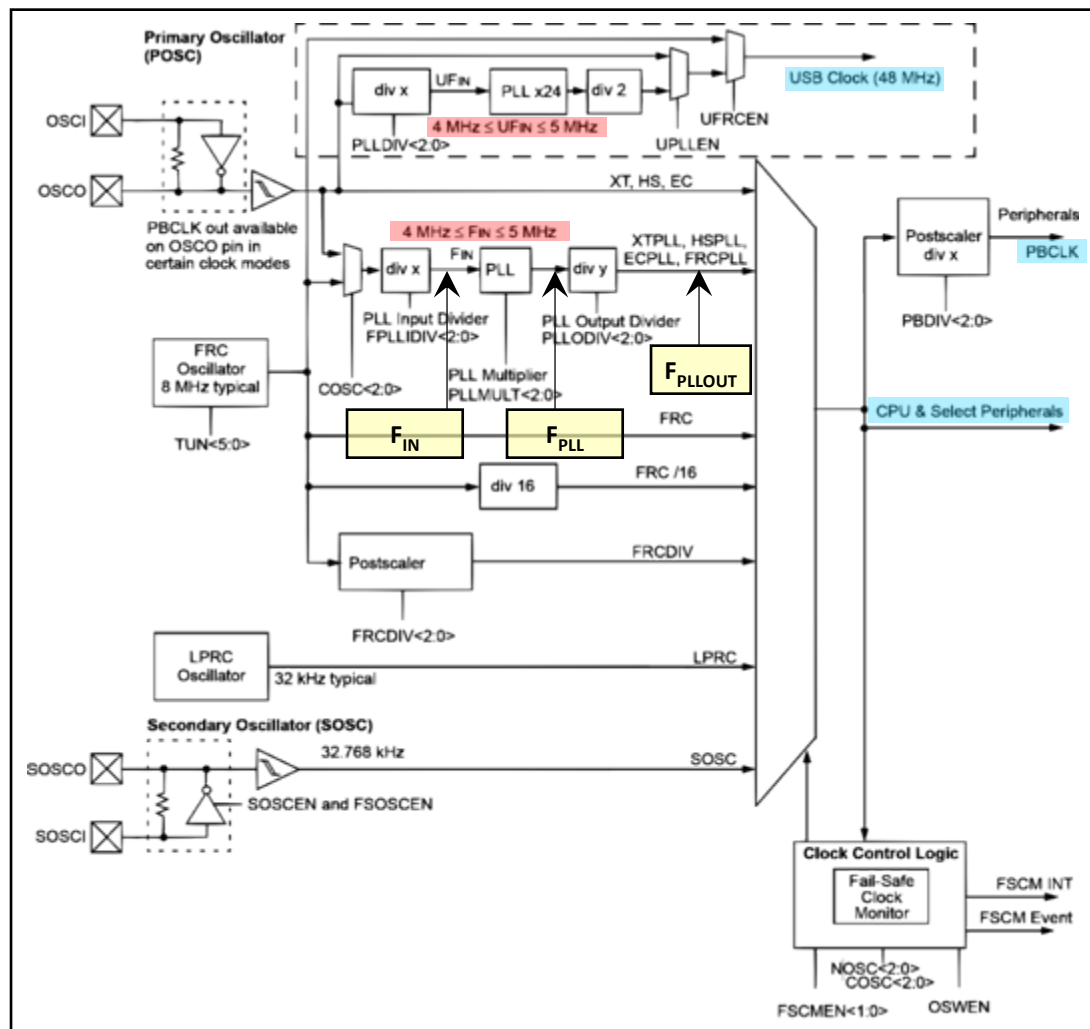 Primary Oscillator
(POSC)
OSCI
OSCO
PBCLK out available
on OSCO pin in
certain clock modes
div x
UFIN
PLL x24
div 2
PLLDIV<2:0>
4 MHz ≤ UFIN ≤ 5 MHz
UPLLEN
UFRCEN
USB Clock (48 MHz)
XT, HS, EC
4 MHz ≤ FIN ≤ 5 MHz
div x
FIN
PLL
div y
XTPLL, HSPLL,
ECPLL, FRCPLL
PLL Input Divider
FPLLIDIV<2:0>
PLL Output Divider
PLLODIV<2:0>
COSC<2:0>
PLL Multiplier
PLLMULT<2:0>
FPLLOUT
FIN
FPLL
Postscaler
div x
Peripherals
PBCLK
PBDIV<2:0>
CPU & Select Peripherals
FRC
Oscillator
8 MHz typical
TUN<5:0>
FRC
div 16
FRC /16
Postscaler
FRCDIV
FRCDIV<2:0>
LPRC
Oscillator
32 kHz typical
LPRC
Secondary Oscillator (SOSC)
SOSCO
SOSCI
32.768 kHz
SOSCEN and FSOSCEN
SOSC
Clock Control Logic
Fail-Safe
Clock
Monitor
FSCM INT
FSCM Event
NOSC<2:0>
COSC<2:0>
FSCMEN<1:0>
OSWEN